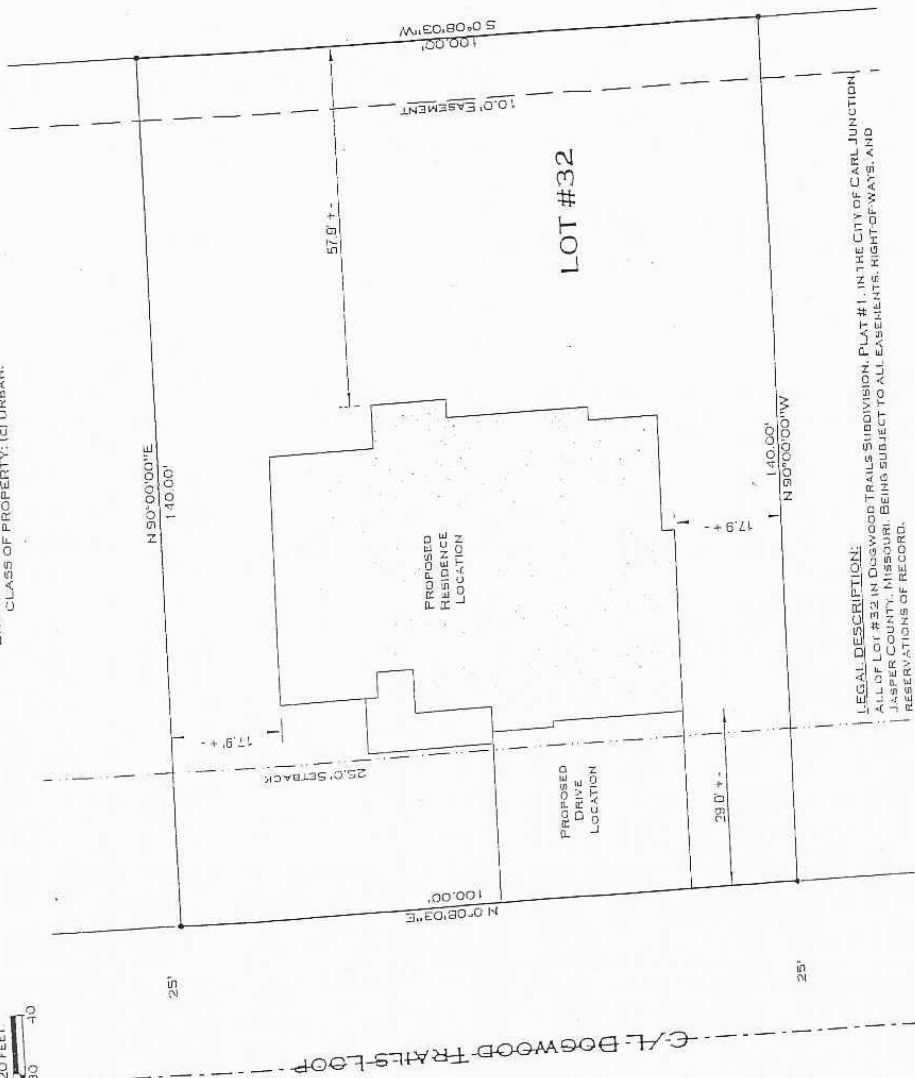 CLASS OF PROPERTY: (C) URBAN.
S 0°08'03"W
100.00'
10.0' EASEMENT
57.9' +-
LOT #32
N 90°00'00"E
140.00'
PROPOSED
RESIDENCE
LOCATION
17.9' +-
17.9 +-
140.00'
N 90°00'00"W
25.0' SETBACK
PROPOSED
DRIVE
LOCATION
29.0' +-
100.00'
N 0°08'03"E
25'
25'
20 FEET.
30
40
C/L DOGWOOD TRAILS LOOP
LEGAL DESCRIPTION:
ALL OF LOT #32 IN DOGWOOD TRAILS SUBDIVISION, PLAT #1, IN THE CITY OF CARL JUNCTION,
JASPER COUNTY, MISSOURI. BEING SUBJECT TO ALL EASEMENTS, RIGHT-OF-WAYS, AND
RESERVATIONS OF RECORD.